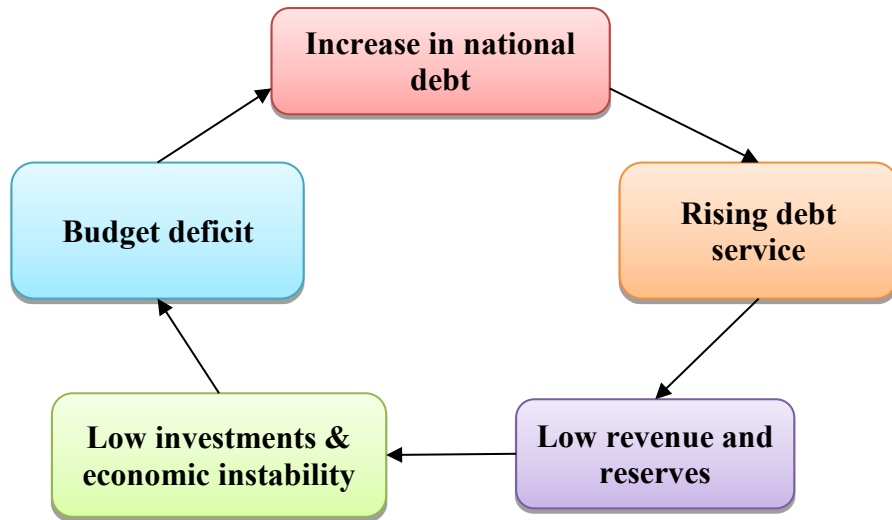 Increase in national
debt
Rising debt
service
Low revenue and
reserves
Low investments &
economic instability
Budget deficit